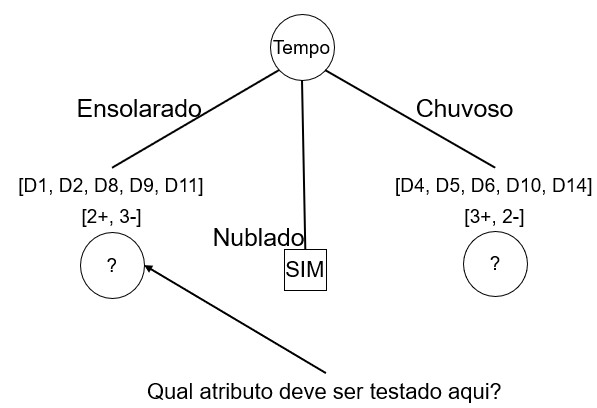 Tempo
Ensolarado
Chuvoso
[D1, D2, D8, D9, D11]
[D4, D5, D6, D10, D14]
[2+, 3-]
[3+, 2-]
Nublado
?
SIM
?
Qual atributo deve ser testado aqui?